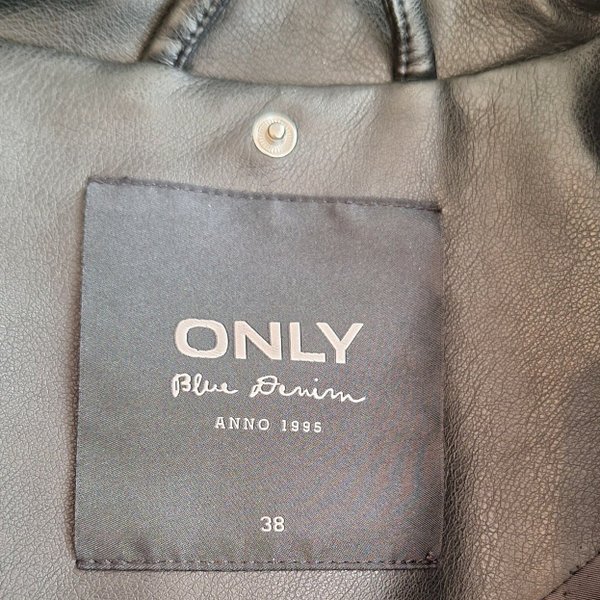 ONLY
Blue Denim
ANNO 1995
38